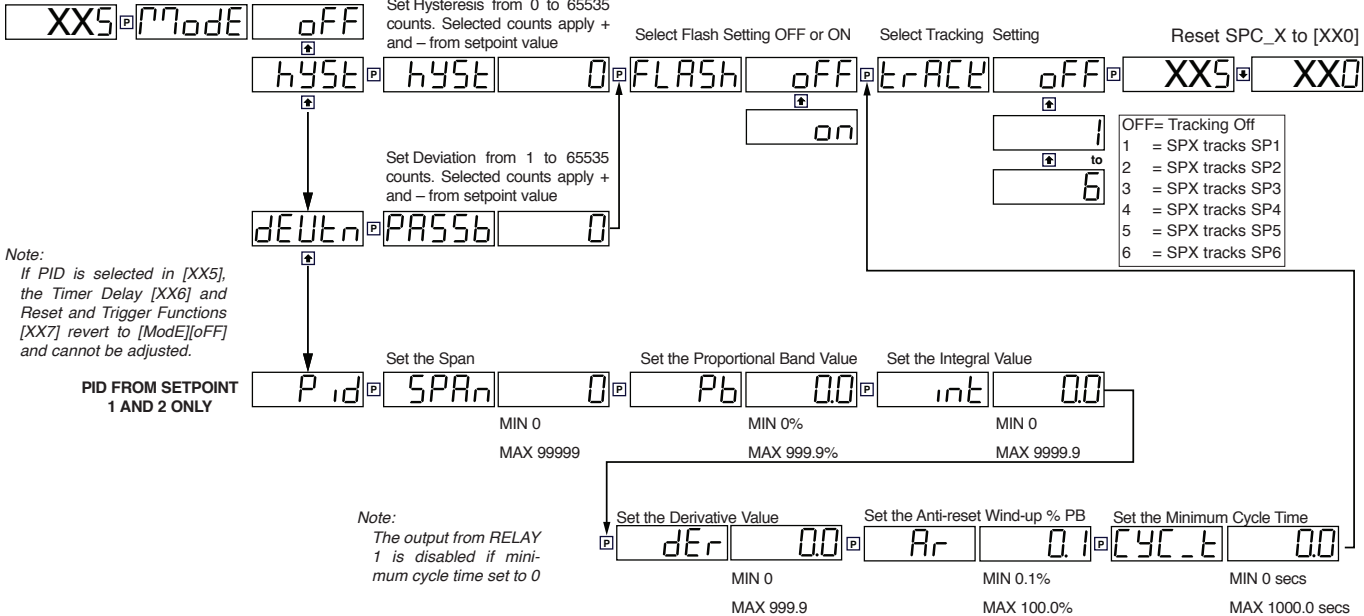 Set Hysteresis from 0 to 65535
counts. Selected counts apply +
and – from setpoint value
Select Flash Setting OFF or ON
Select Tracking Setting
Reset SPC_X to [XX0]
XX5 P ModE oFF
hySt P hySt 0 P FLASh oFF P trACK oFF P XX5 XX0
on
1
to
6
OFF= Tracking Off
1 = SPX tracks SP1
2 = SPX tracks SP2
3 = SPX tracks SP3
4 = SPX tracks SP4
5 = SPX tracks SP5
6 = SPX tracks SP6
Set Deviation from 1 to 65535
counts. Selected counts apply +
and – from setpoint value
dEVtn P PASSb 0
Note:
If PID is selected in [XX5],
the Timer Delay [XX6] and
Reset and Trigger Functions
[XX7] revert to [ModE][oFF]
and cannot be adjusted.
PID FROM SETPOINT
1 AND 2 ONLY
Set the Span
Set the Proportional Band Value
Set the Integral Value
Pid P SPAn 0 P Pb 0.0 P int 0.0
MIN 0
MAX 99999
MIN 0%
MAX 999.9%
MIN 0
MAX 9999.9
Note:
The output from RELAY
1 is disabled if mini-
mum cycle time set to 0
Set the Derivative Value
Set the Anti-reset Wind-up % PB
Set the Minimum Cycle Time
P dEr 0.0 P Ar 0.1 P CYC_t 0.0
MIN 0
MAX 999.9
MIN 0.1%
MAX 100.0%
MIN 0 secs
MAX 1000.0 secs